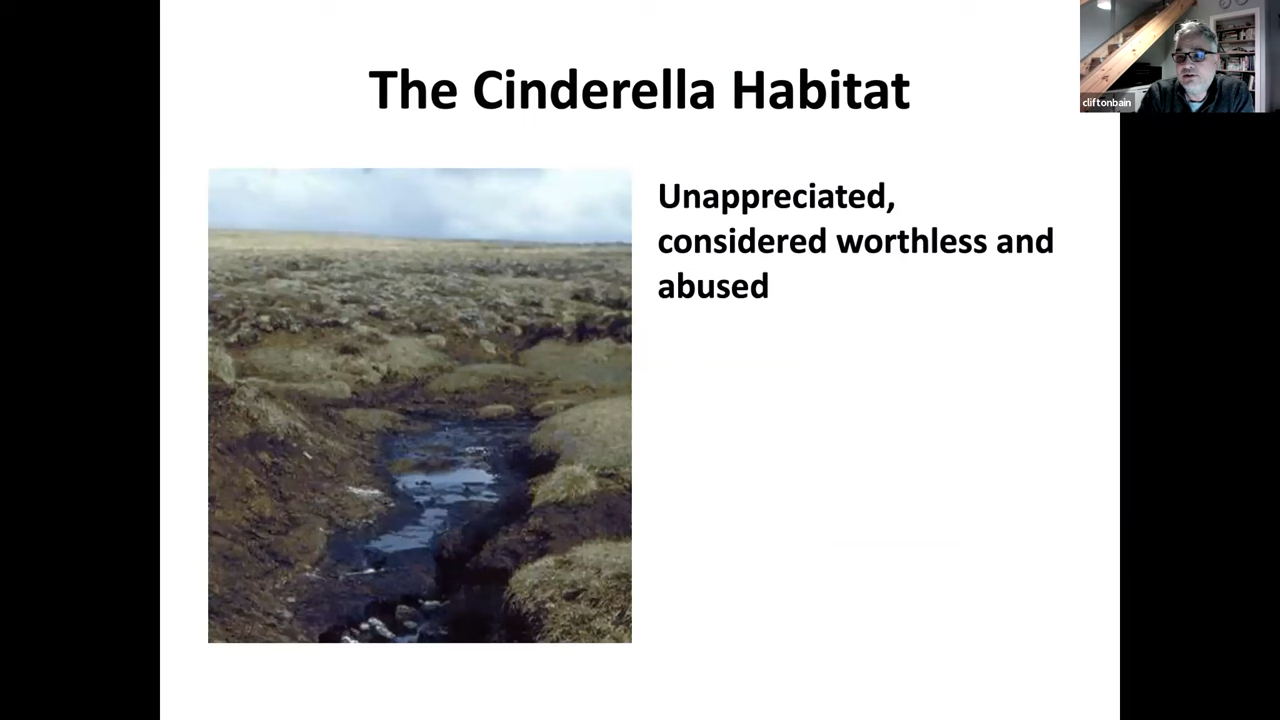 The Cinderella Habitat
cliftonbain
Unappreciated,
considered worthless and
abused